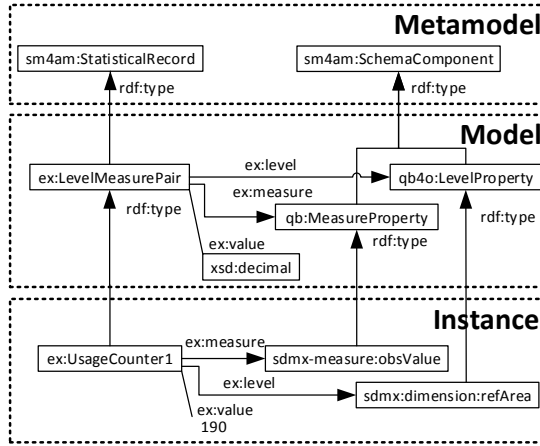 Metamodel
sm4am:StatisticalRecord
sm4am:SchemaComponent
rdf:type
rdf:type
Model
ex:level
ex:LevelMeasurePair
qb4o:LevelProperty
ex:measure
rdf:type
qb:MeasureProperty
rdf:type
rdf:type
ex:value
xsd:decimal
Instance
ex:measure
ex:UsageCounter1
sdmx-measure:obsValue
ex:level
sdmx:dimension:refArea
ex:value
190